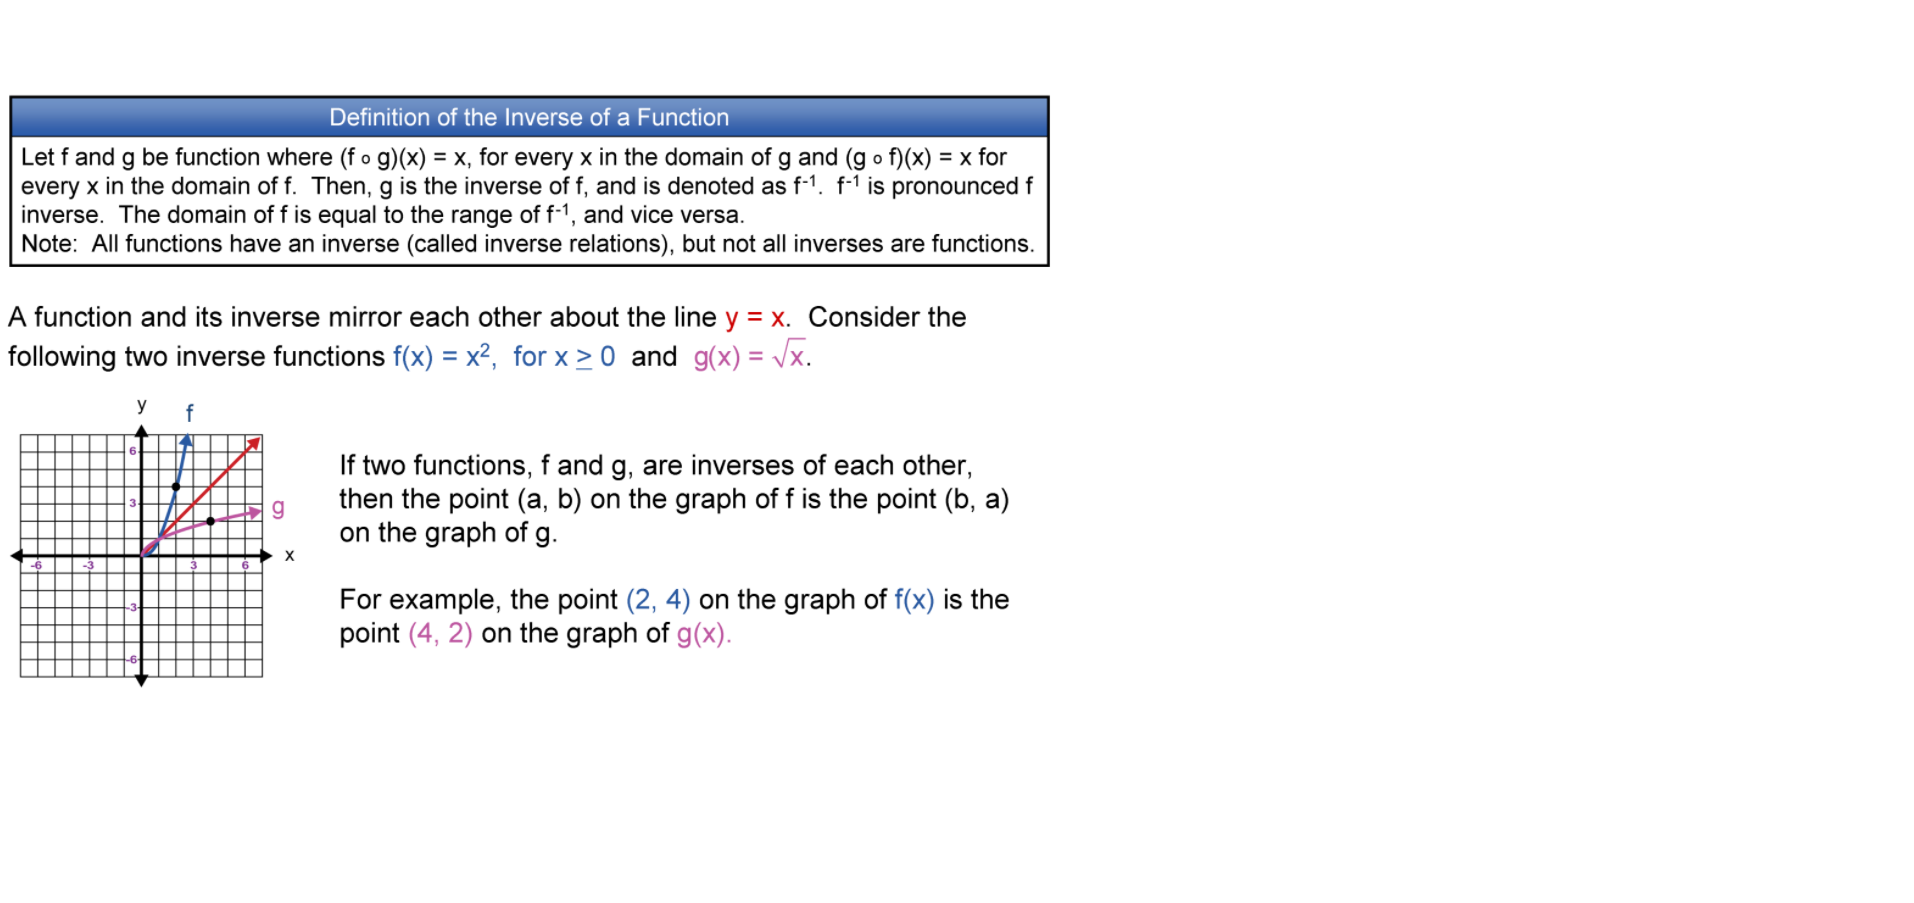 Definition of the Inverse of a Function
Let f and g be function where (f ∘ g)(x) = x, for every x in the domain of g and (g ∘ f)(x) = x for
every x in the domain of f. Then, g is the inverse of f, and is denoted as f⁻¹. f⁻¹ is pronounced f
inverse. The domain of f is equal to the range of f⁻¹, and vice versa.
Note: All functions have an inverse (called inverse relations), but not all inverses are functions.
A function and its inverse mirror each other about the line y = x. Consider the
following two inverse functions f(x) = x², for x ≥ 0 and g(x) = √x.
y
f
6
3
g
x
-6
-3
3
6
-3
-6
If two functions, f and g, are inverses of each other,
then the point (a, b) on the graph of f is the point (b, a)
on the graph of g.
For example, the point (2, 4) on the graph of f(x) is the
point (4, 2) on the graph of g(x).